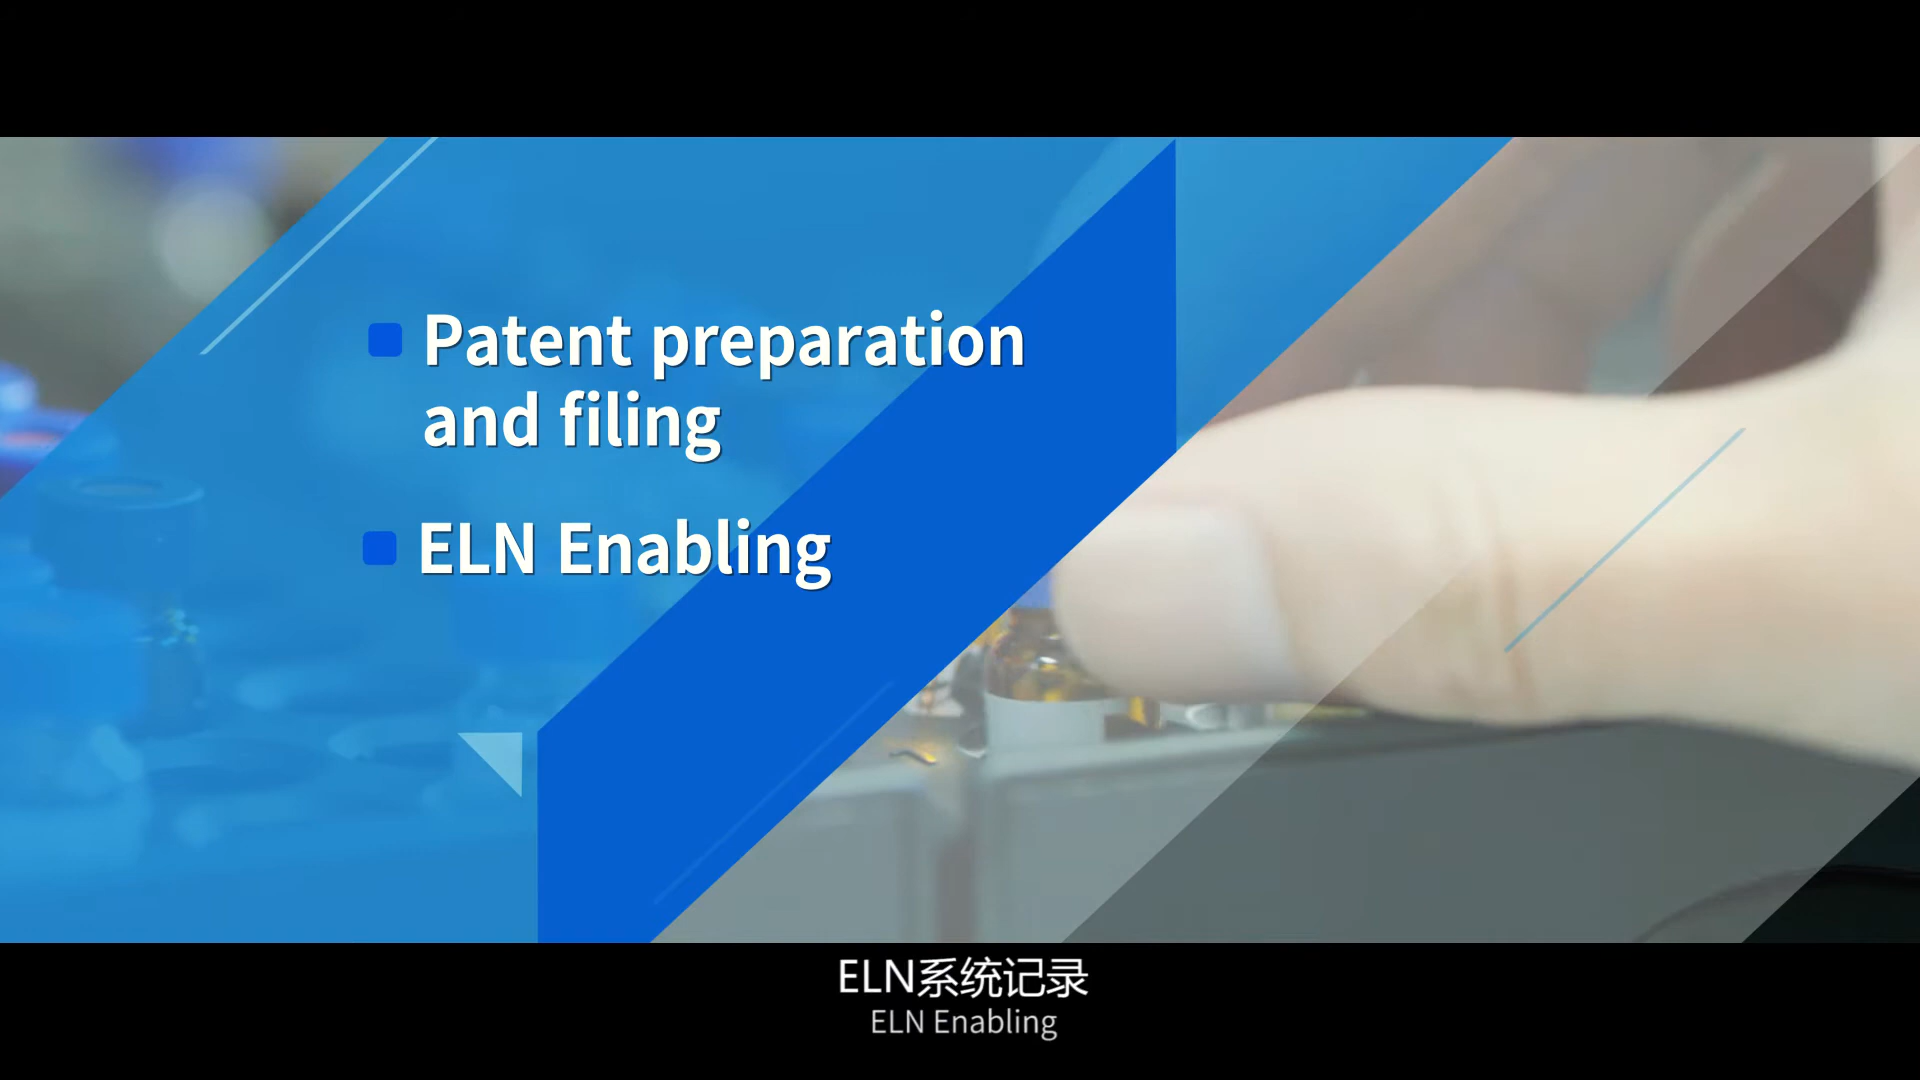 Patent preparation
and filing
ELN Enabling
ELN系统记录
ELN Enabling